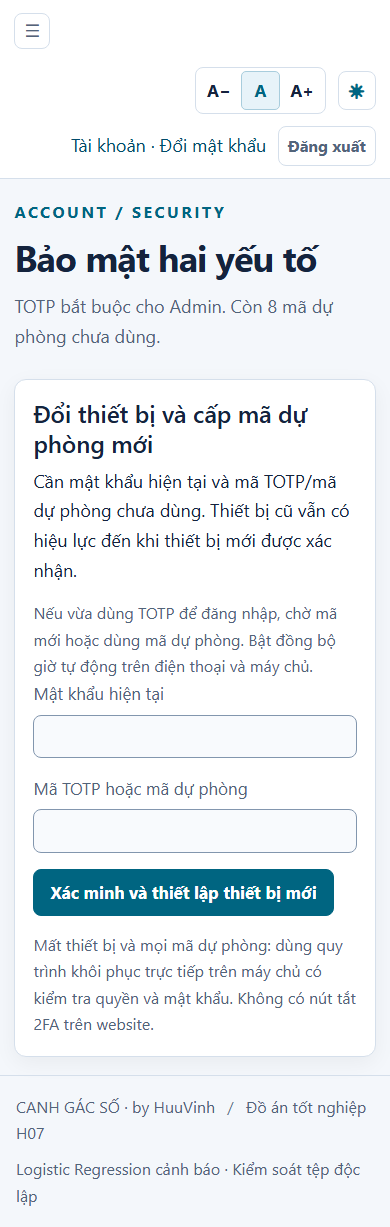 ☰
A− A A+
Tài khoản · Đổi mật khẩu Đăng xuất
ACCOUNT / SECURITY
Bảo mật hai yếu tố
TOTP bắt buộc cho Admin. Còn 8 mã dự
phòng chưa dùng.
Đổi thiết bị và cấp mã dự
phòng mới
Cần mật khẩu hiện tại và mã TOTP/mã
dự phòng chưa dùng. Thiết bị cũ vẫn có
hiệu lực đến khi thiết bị mới được xác
nhận.
Nếu vừa dùng TOTP để đăng nhập, chờ mã
mới hoặc dùng mã dự phòng. Bật đồng bộ
giờ tự động trên điện thoại và máy chủ.
Mật khẩu hiện tại
Mã TOTP hoặc mã dự phòng
Xác minh và thiết lập thiết bị mới
Mất thiết bị và mọi mã dự phòng: dùng quy
trình khôi phục trực tiếp trên máy chủ có
kiểm tra quyền và mật khẩu. Không có nút tắt
2FA trên website.
CANH GÁC SỐ · by HuuVinh / Đồ án tốt nghiệp
H07
Logistic Regression cảnh báo · Kiểm soát tệp độc
lập